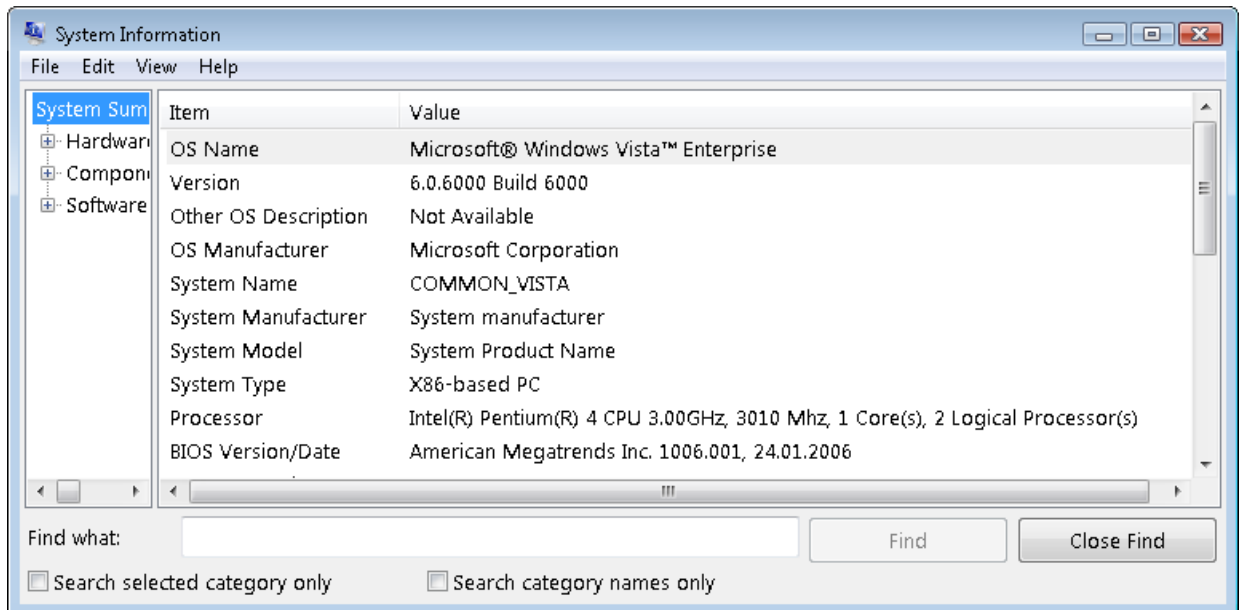 System Information
File Edit View Help
System Sum
Item Value
Hardwar
OS Name Microsoft® Windows Vista™ Enterprise
Compon
Version 6.0.6000 Build 6000
Software
Other OS Description Not Available
OS Manufacturer Microsoft Corporation
System Name COMMON_VISTA
System Manufacturer System manufacturer
System Model System Product Name
System Type X86-based PC
Processor Intel(R) Pentium(R) 4 CPU 3.00GHz, 3010 Mhz, 1 Core(s), 2 Logical Processor(s)
BIOS Version/Date American Megatrends Inc. 1006.001, 24.01.2006
Find what: Find Close Find
Search selected category only Search category names only